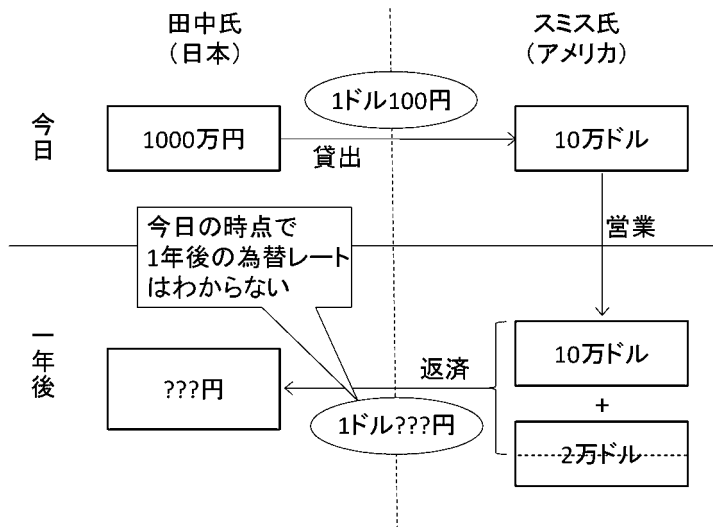 田中氏
(日本)
スミス氏
(アメリカ)
1ドル100円
今日
1000万円
10万ドル
貸出
営業
今日の時点で
1年後の為替レート
はわからない
一年後
???円
返済
10万ドル
+
1ドル???円
2万ドル